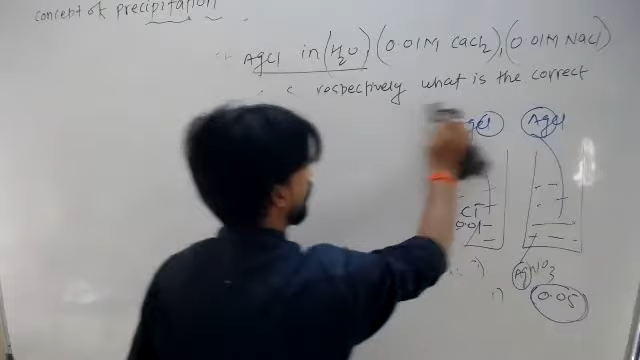 concept of precipitation
AgCl in (H₂O), (0.01M CaCl₂), (0.01M NaCl)
respectively what is the correct
AgCl AgCl
Cl⁻
0.01
AgNO₃
0.05